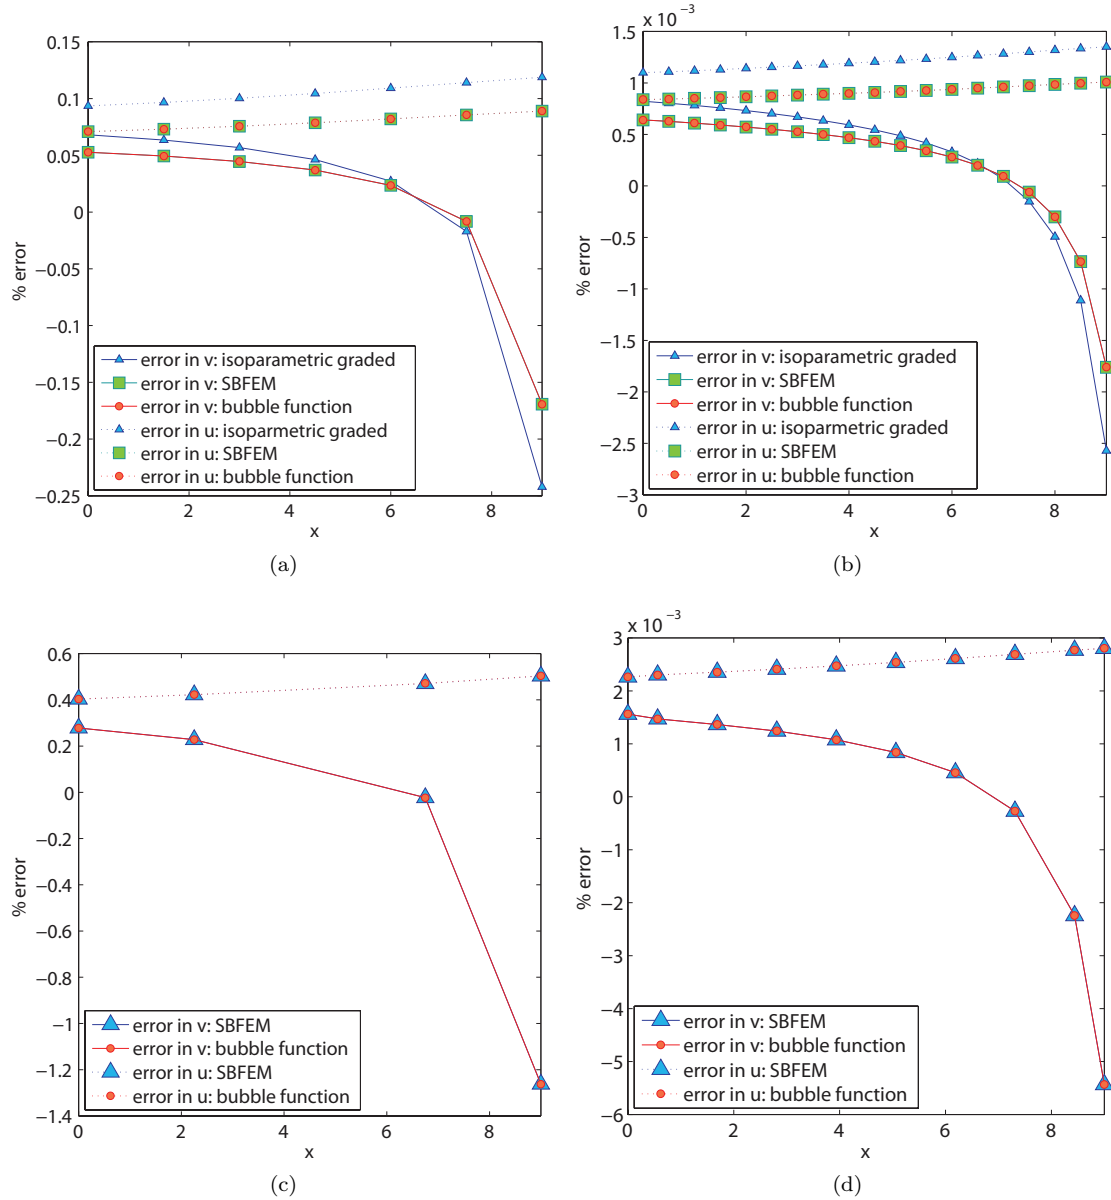 (a)
0.15
0.1
0.05
0
−0.05
−0.1
−0.15
−0.2
−0.25
% error
error in v: isoparametric graded
error in v: SBFEM
error in v: bubble function
error in u: isoparmetric graded
error in u: SBFEM
error in u: bubble function
0 2 4 6 8
x
(a)
x 10 −3
1.5
1
0.5
0
−0.5
−1
−1.5
−2
−2.5
−3
% error
error in v: isoparametric graded
error in v: SBFEM
error in v: bubble function
error in u: isoparmetric graded
error in u: SBFEM
error in u: bubble function
0 2 4 6 8
x
(b)
0.6
0.4
0.2
0
−0.2
−0.4
−0.6
−0.8
−1
−1.2
−1.4
% error
error in v: SBFEM
error in v: bubble function
error in u: SBFEM
error in u: bubble function
0 2 4 6 8
x
(c)
x 10 −3
3
2
1
0
−1
−2
−3
−4
−5
−6
% error
error in v: SBFEM
error in v: bubble function
error in u: SBFEM
error in u: bubble function
0 2 4 6 8
x
(d)